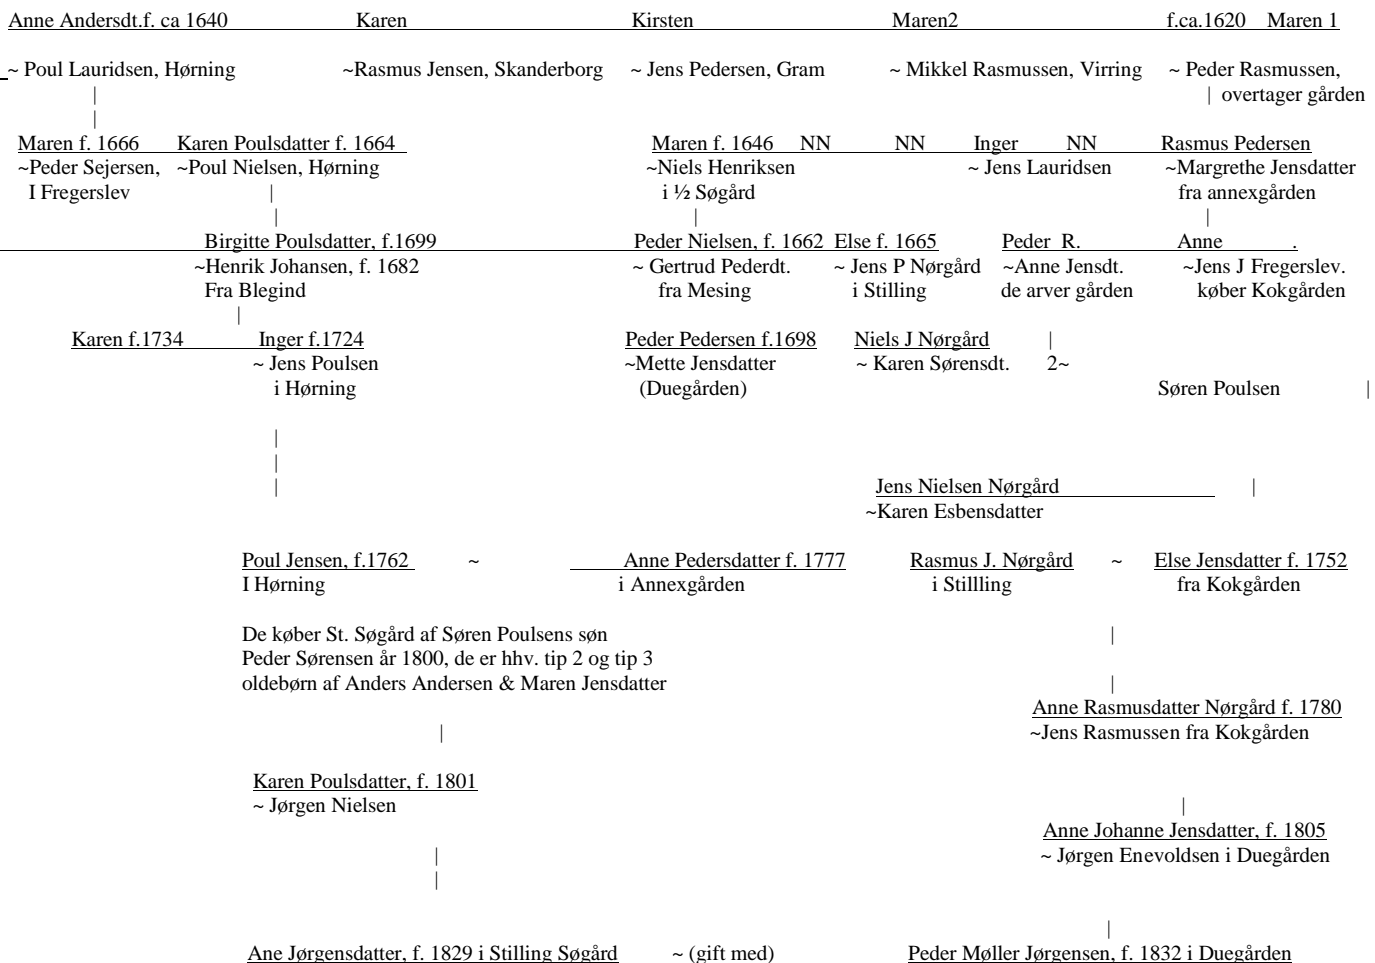 Anne Andersdt.f. ca 1640 Karen Kirsten Maren2 f.ca.1620 Maren 1
~ Poul Lauridsen, Hørning ~Rasmus Jensen, Skanderborg ~ Jens Pedersen, Gram ~ Mikkel Rasmussen, Virring ~ Peder Rasmussen,
| | overtager gården
|
Maren f. 1666 Karen Poulsdatter f. 1664 Maren f. 1646 NN NN Inger NN Rasmus Pedersen
~Peder Sejersen, ~Poul Nielsen, Hørning ~Niels Henriksen ~ Jens Lauridsen ~Margrethe Jensdatter
I Fregerslev | i ½ Søgård fra annexgården
| | |
Birgitte Poulsdatter, f.1699 Peder Nielsen, f. 1662 Else f. 1665 Peder R. Anne .
~Henrik Johansen, f. 1682 ~ Gertrud Pederdt. ~ Jens P Nørgård ~Anne Jensdt. ~Jens J Fregerslev.
Fra Blegind fra Mesing i Stilling de arver gården køber Kokgården
|
Karen f.1734 Inger f.1724 Peder Pedersen f.1698 Niels J Nørgård |
~ Jens Poulsen ~Mette Jensdatter ~ Karen Sørensdt. 2~
i Hørning (Duegården) Søren Poulsen |
|
|
| Jens Nielsen Nørgård |
~Karen Esbensdatter
Poul Jensen, f.1762 ~ Anne Pedersdatter f. 1777 Rasmus J. Nørgård ~ Else Jensdatter f. 1752
I Hørning i Annexgården i Stillling fra Kokgården
De køber St. Søgård af Søren Poulsens søn |
Peder Sørensen år 1800, de er hhv. tip 2 og tip 3
oldebørn af Anders Andersen & Maren Jensdatter |
Anne Rasmusdatter Nørgård f. 1780
| ~Jens Rasmussen fra Kokgården
Karen Poulsdatter, f. 1801
~ Jørgen Nielsen |
Anne Johanne Jensdatter, f. 1805
| ~ Jørgen Enevoldsen i Duegården
|
|
Ane Jørgensdatter, f. 1829 i Stilling Søgård ~ (gift med) Peder Møller Jørgensen, f. 1832 i Duegården